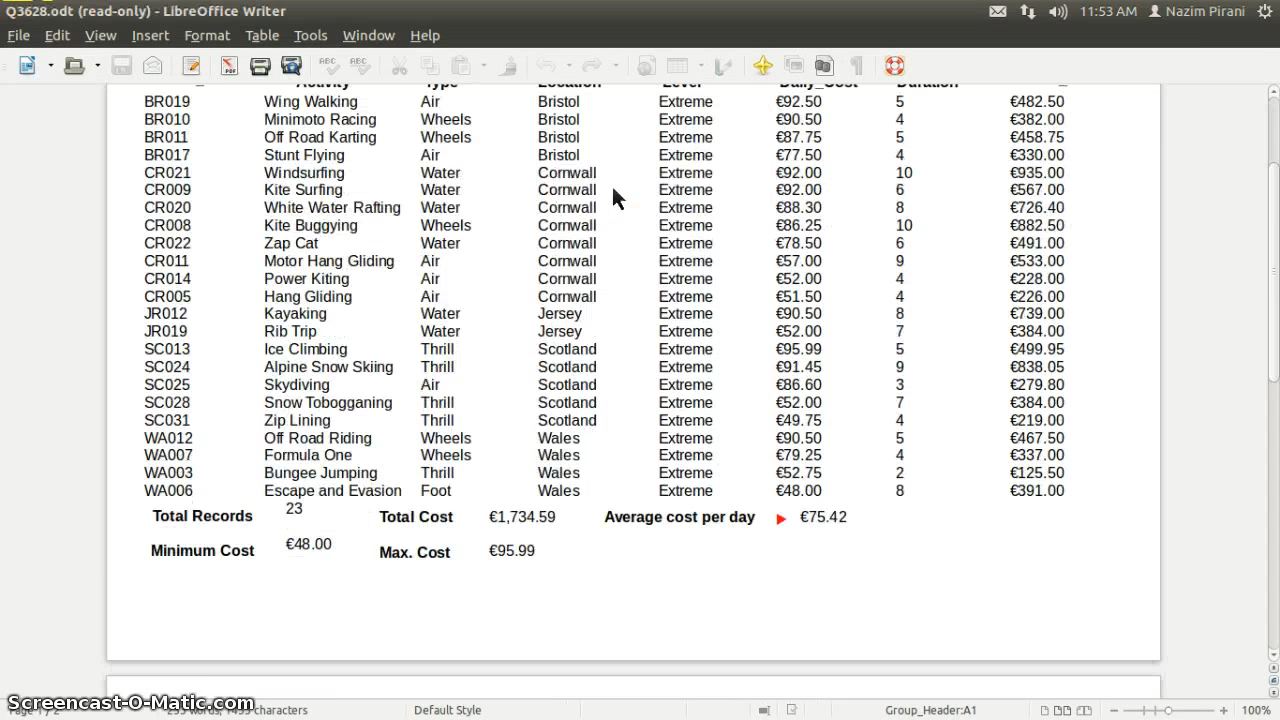 Q3628.odt (read-only) - LibreOffice Writer 11:53 AM Nazim Pirani
File Edit View Insert Format Table Tools Window Help
Activity Type Location Level Daily_Cost Duration
BR019 Wing Walking Air Bristol Extreme €92.50 5 €482.50
BR010 Minimoto Racing Wheels Bristol Extreme €90.50 4 €382.00
BR011 Off Road Karting Wheels Bristol Extreme €87.75 5 €458.75
BR017 Stunt Flying Air Bristol Extreme €77.50 4 €330.00
CR021 Windsurfing Water Cornwall Extreme €92.00 10 €935.00
CR009 Kite Surfing Water Cornwall Extreme €92.00 6 €567.00
CR020 White Water Rafting Water Cornwall Extreme €88.30 8 €726.40
CR008 Kite Buggying Wheels Cornwall Extreme €86.25 10 €882.50
CR022 Zap Cat Water Cornwall Extreme €78.50 6 €491.00
CR011 Motor Hang Gliding Air Cornwall Extreme €57.00 9 €533.00
CR014 Power Kiting Air Cornwall Extreme €52.00 4 €228.00
CR005 Hang Gliding Air Cornwall Extreme €51.50 4 €226.00
JR012 Kayaking Water Jersey Extreme €90.50 8 €739.00
JR019 Rib Trip Water Jersey Extreme €52.00 7 €384.00
SC013 Ice Climbing Thrill Scotland Extreme €95.99 5 €499.95
SC024 Alpine Snow Skiing Thrill Scotland Extreme €91.45 9 €838.05
SC025 Skydiving Air Scotland Extreme €86.60 3 €279.80
SC028 Snow Tobogganing Thrill Scotland Extreme €52.00 7 €384.00
SC031 Zip Lining Thrill Scotland Extreme €49.75 4 €219.00
WA012 Off Road Riding Wheels Wales Extreme €90.50 5 €467.50
WA007 Formula One Wheels Wales Extreme €79.25 4 €337.00
WA003 Bungee Jumping Thrill Wales Extreme €52.75 2 €125.50
WA006 Escape and Evasion Foot Wales Extreme €48.00 8 €391.00
Total Records 23 Total Cost €1,734.59 Average cost per day €75.42
Minimum Cost €48.00 Max. Cost €95.99
Screencast-O-Matic.com characters Default Style Group_Header:A1 100%